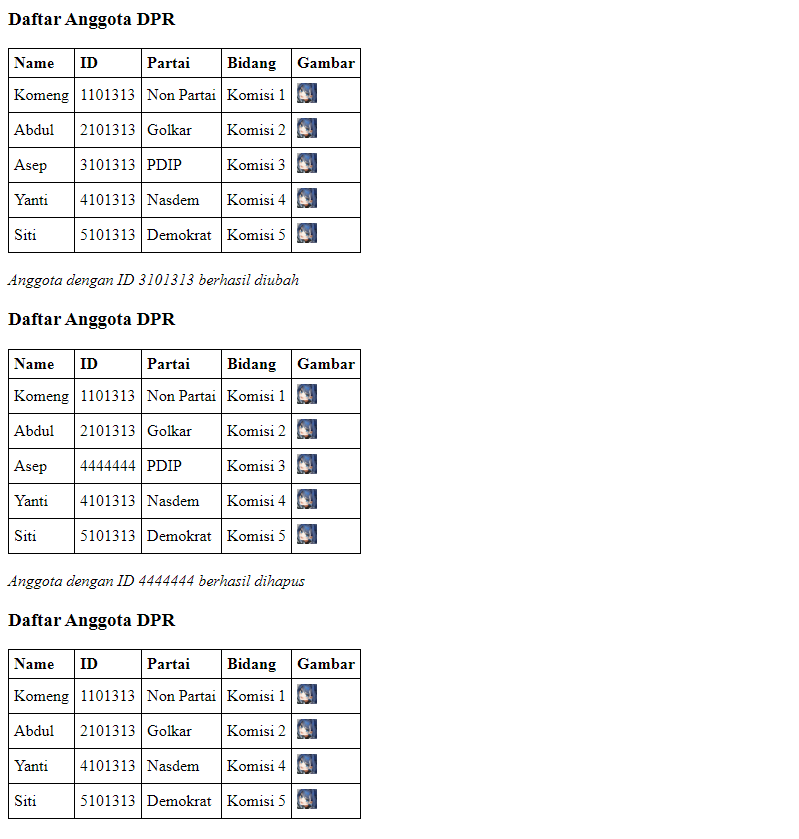 Daftar Anggota DPR
Name ID Partai Bidang Gambar
Komeng 1101313 Non Partai Komisi 1
Abdul 2101313 Golkar Komisi 2
Asep 3101313 PDIP Komisi 3
Yanti 4101313 Nasdem Komisi 4
Siti 5101313 Demokrat Komisi 5
Anggota dengan ID 3101313 berhasil diubah
Daftar Anggota DPR
Name ID Partai Bidang Gambar
Komeng 1101313 Non Partai Komisi 1
Abdul 2101313 Golkar Komisi 2
Asep 4444444 PDIP Komisi 3
Yanti 4101313 Nasdem Komisi 4
Siti 5101313 Demokrat Komisi 5
Anggota dengan ID 4444444 berhasil dihapus
Daftar Anggota DPR
Name ID Partai Bidang Gambar
Komeng 1101313 Non Partai Komisi 1
Abdul 2101313 Golkar Komisi 2
Yanti 4101313 Nasdem Komisi 4
Siti 5101313 Demokrat Komisi 5